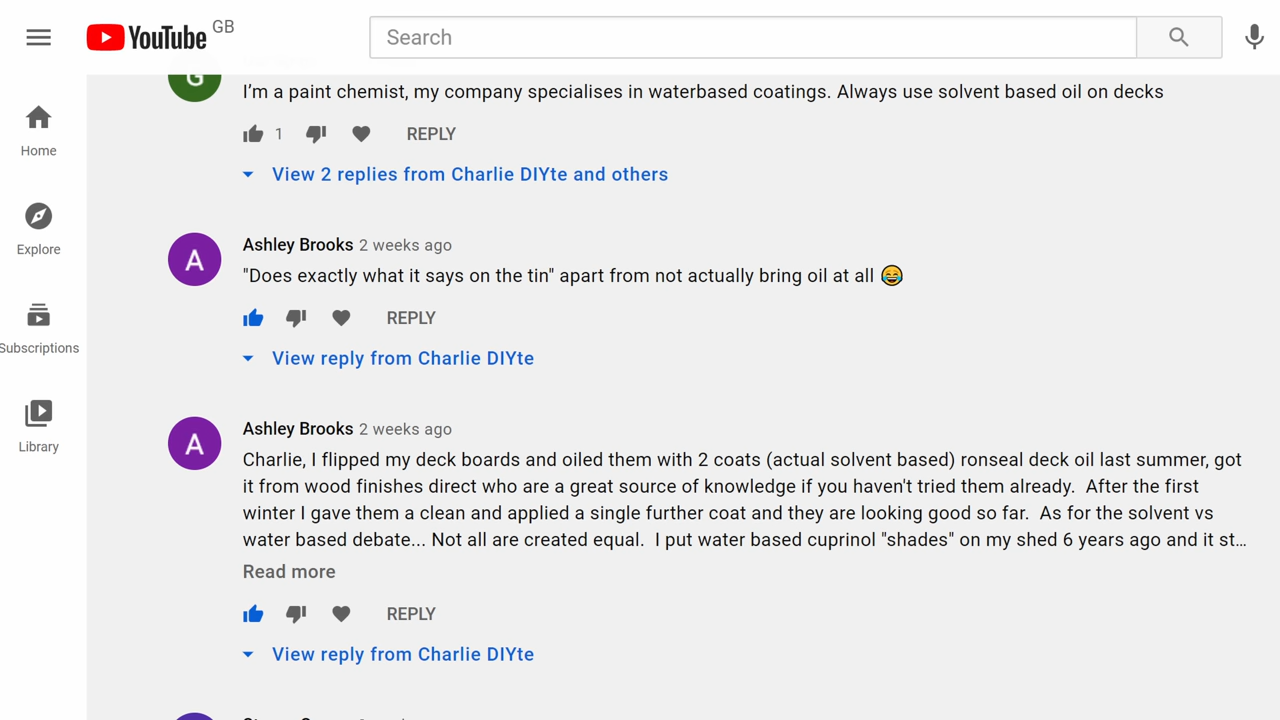 YouTube GB
Search
G
I’m a paint chemist, my company specialises in waterbased coatings. Always use solvent based oil on decks
1 REPLY
View 2 replies from Charlie DIYte and others
Home
Explore
Subscriptions
Library
A
Ashley Brooks 2 weeks ago
"Does exactly what it says on the tin" apart from not actually bring oil at all 😂
REPLY
View reply from Charlie DIYte
A
Ashley Brooks 2 weeks ago
Charlie, I flipped my deck boards and oiled them with 2 coats (actual solvent based) ronseal deck oil last summer, got
it from wood finishes direct who are a great source of knowledge if you haven't tried them already.  After the first
winter I gave them a clean and applied a single further coat and they are looking good so far.  As for the solvent vs
water based debate... Not all are created equal.  I put water based cuprinol "shades" on my shed 6 years ago and it st...
Read more
REPLY
View reply from Charlie DIYte